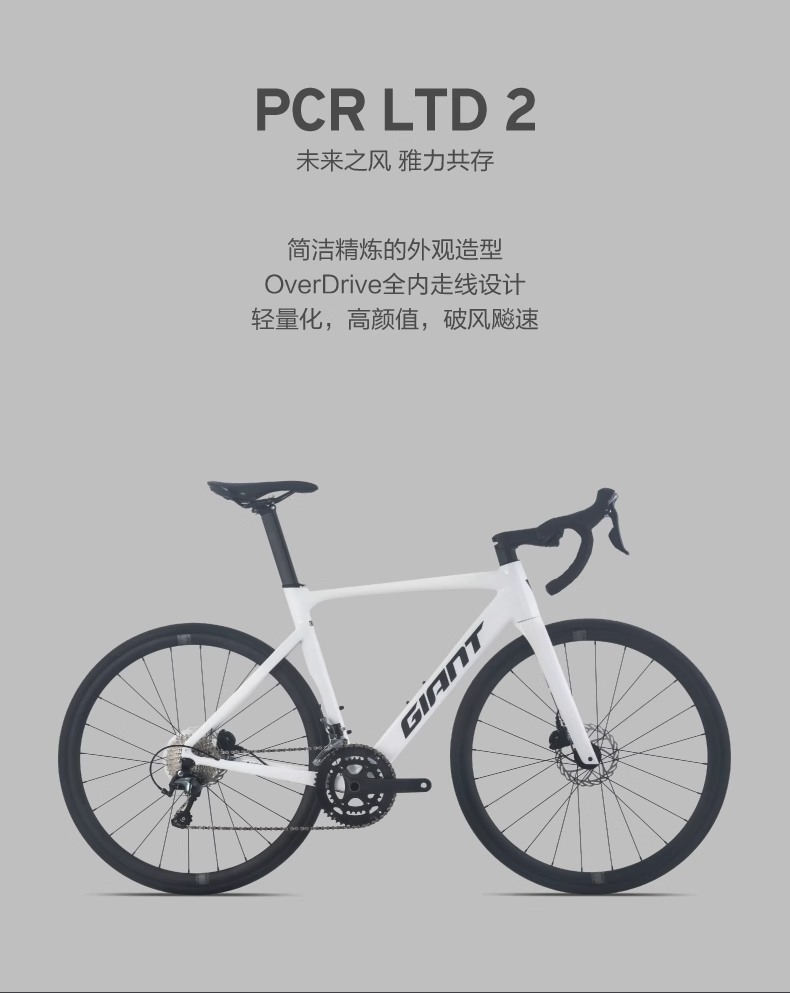 PCR LTD 2
未来之风 雅力共存
简洁精炼的外观造型
OverDrive全内走线设计
轻量化，高颜值，破风飚速
GIANT